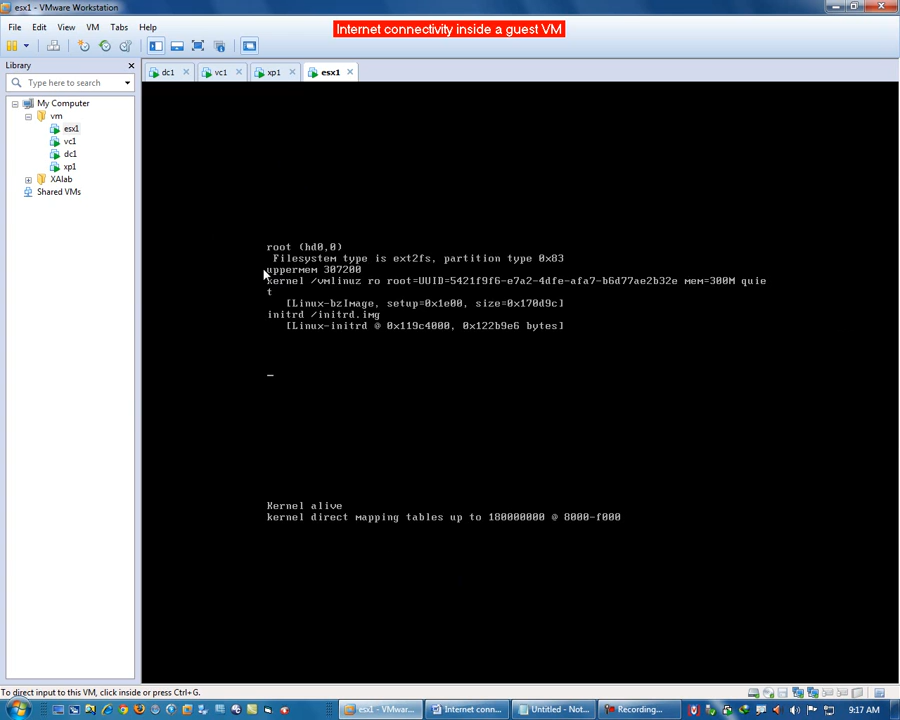 esx1 - VMware Workstation
Internet connectivity inside a guest VM
File Edit View VM Tabs Help
Library
Type here to search
dc1 vc1 xp1 esx1
My Computer
vm
esx1
vc1
dc1
xp1
XAlab
Shared VMs
root (hd0,0)
Filesystem type is ext2fs, partition type 0x83
uppermem 307200
kernel /vmlinuz ro root=UUID=5421f9f6-e7a2-4dfe-afa7-b6d77ae2b32e mem=300M quie
t
[Linux-bzImage, setup=0x1e00, size=0x170d9c]
initrd /initrd.img
[Linux-initrd @ 0x119c4000, 0x122b9e6 bytes]
_
Kernel alive
kernel direct mapping tables up to 180000000 @ 8000-f000
To direct input to this VM, click inside or press Ctrl+G.
esx1 - VMwar... Internet conn... Untitled - Not... Recording... 9:17 AM